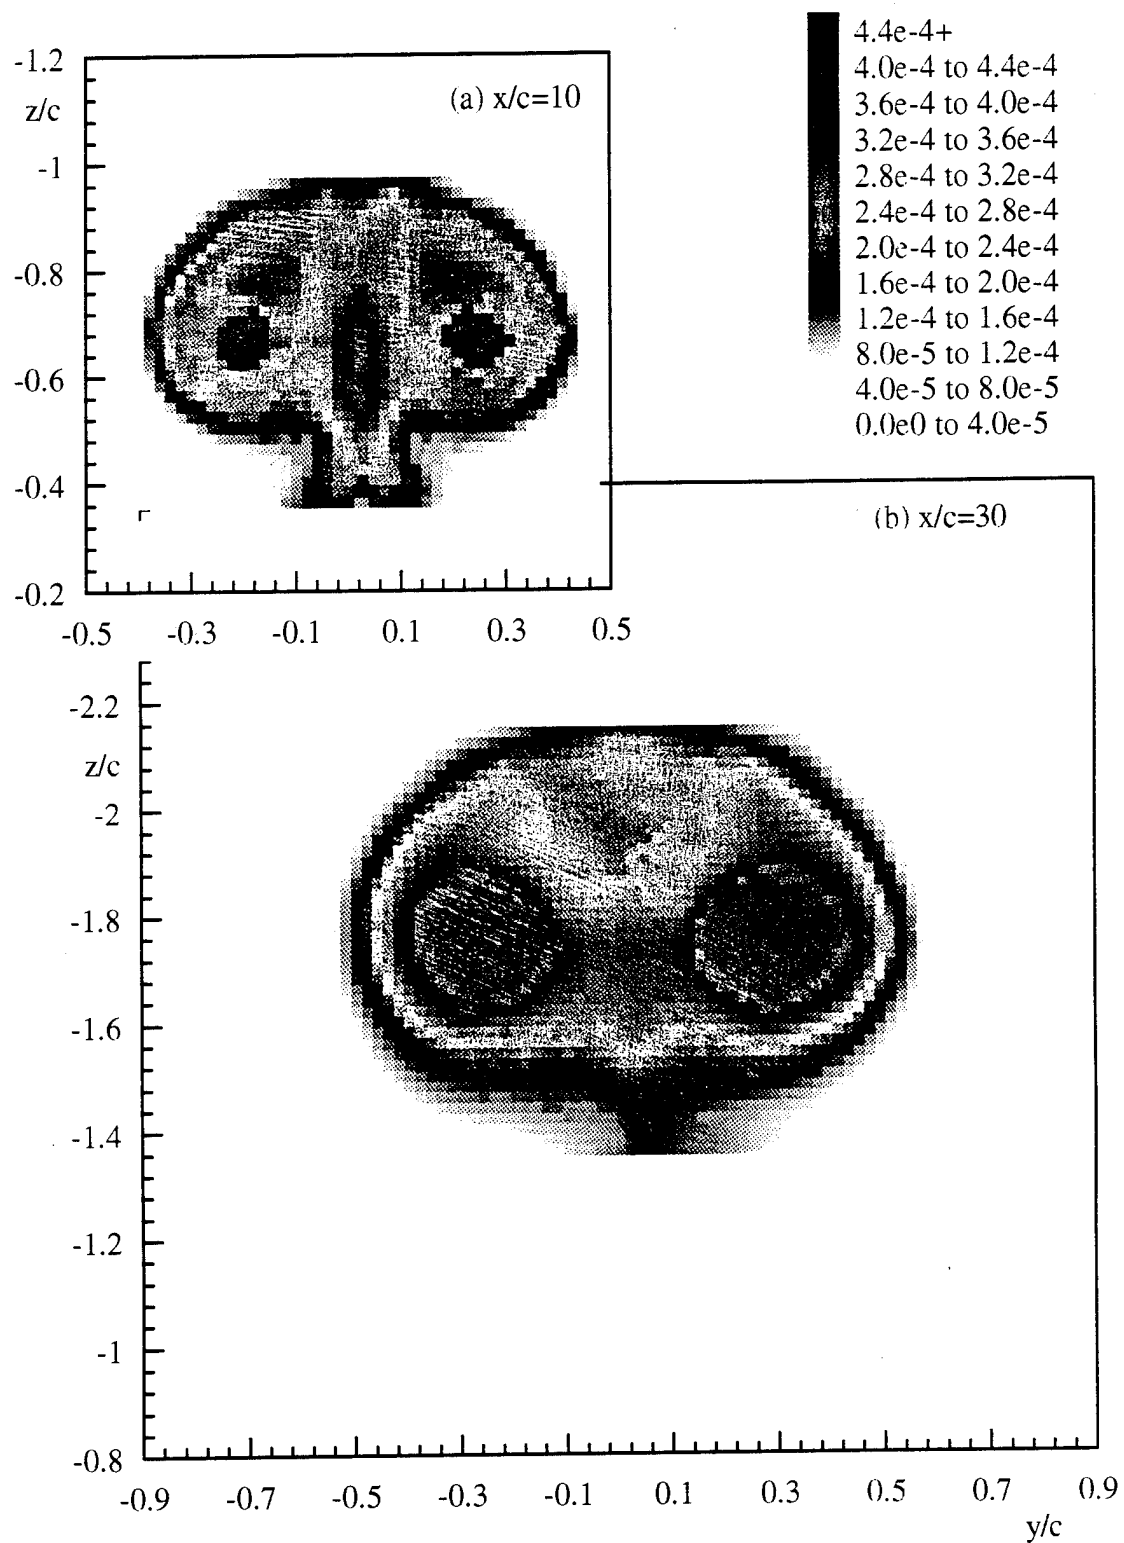 4.4e-4+
4.0e-4 to 4.4e-4
3.6e-4 to 4.0e-4
3.2e-4 to 3.6e-4
2.8e-4 to 3.2e-4
2.4e-4 to 2.8e-4
2.0e-4 to 2.4e-4
1.6e-4 to 2.0e-4
1.2e-4 to 1.6e-4
8.0e-5 to 1.2e-4
4.0e-5 to 8.0e-5
0.0e0 to 4.0e-5
(a) x/c=10
-1.2
z/c
-1
-0.8
-0.6
-0.4
-0.2
-0.5 -0.3 -0.1 0.1 0.3 0.5
(b) x/c=30
-2.2
z/c
-2
-1.8
-1.6
-1.4
-1.2
-1
-0.8
-0.9 -0.7 -0.5 -0.3 -0.1 0.1 0.3 0.5 0.7 0.9
y/c